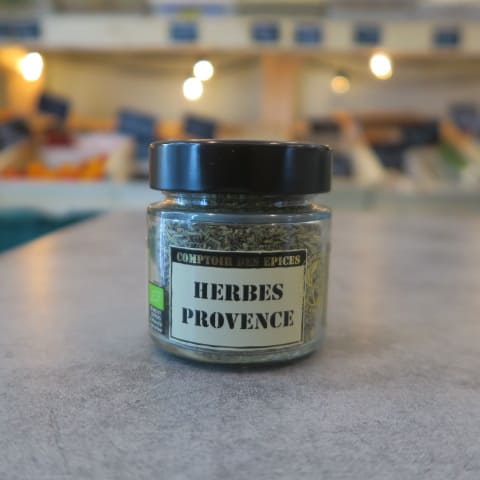 COMPTOIR DES EPICES
HERBES
PROVENCE